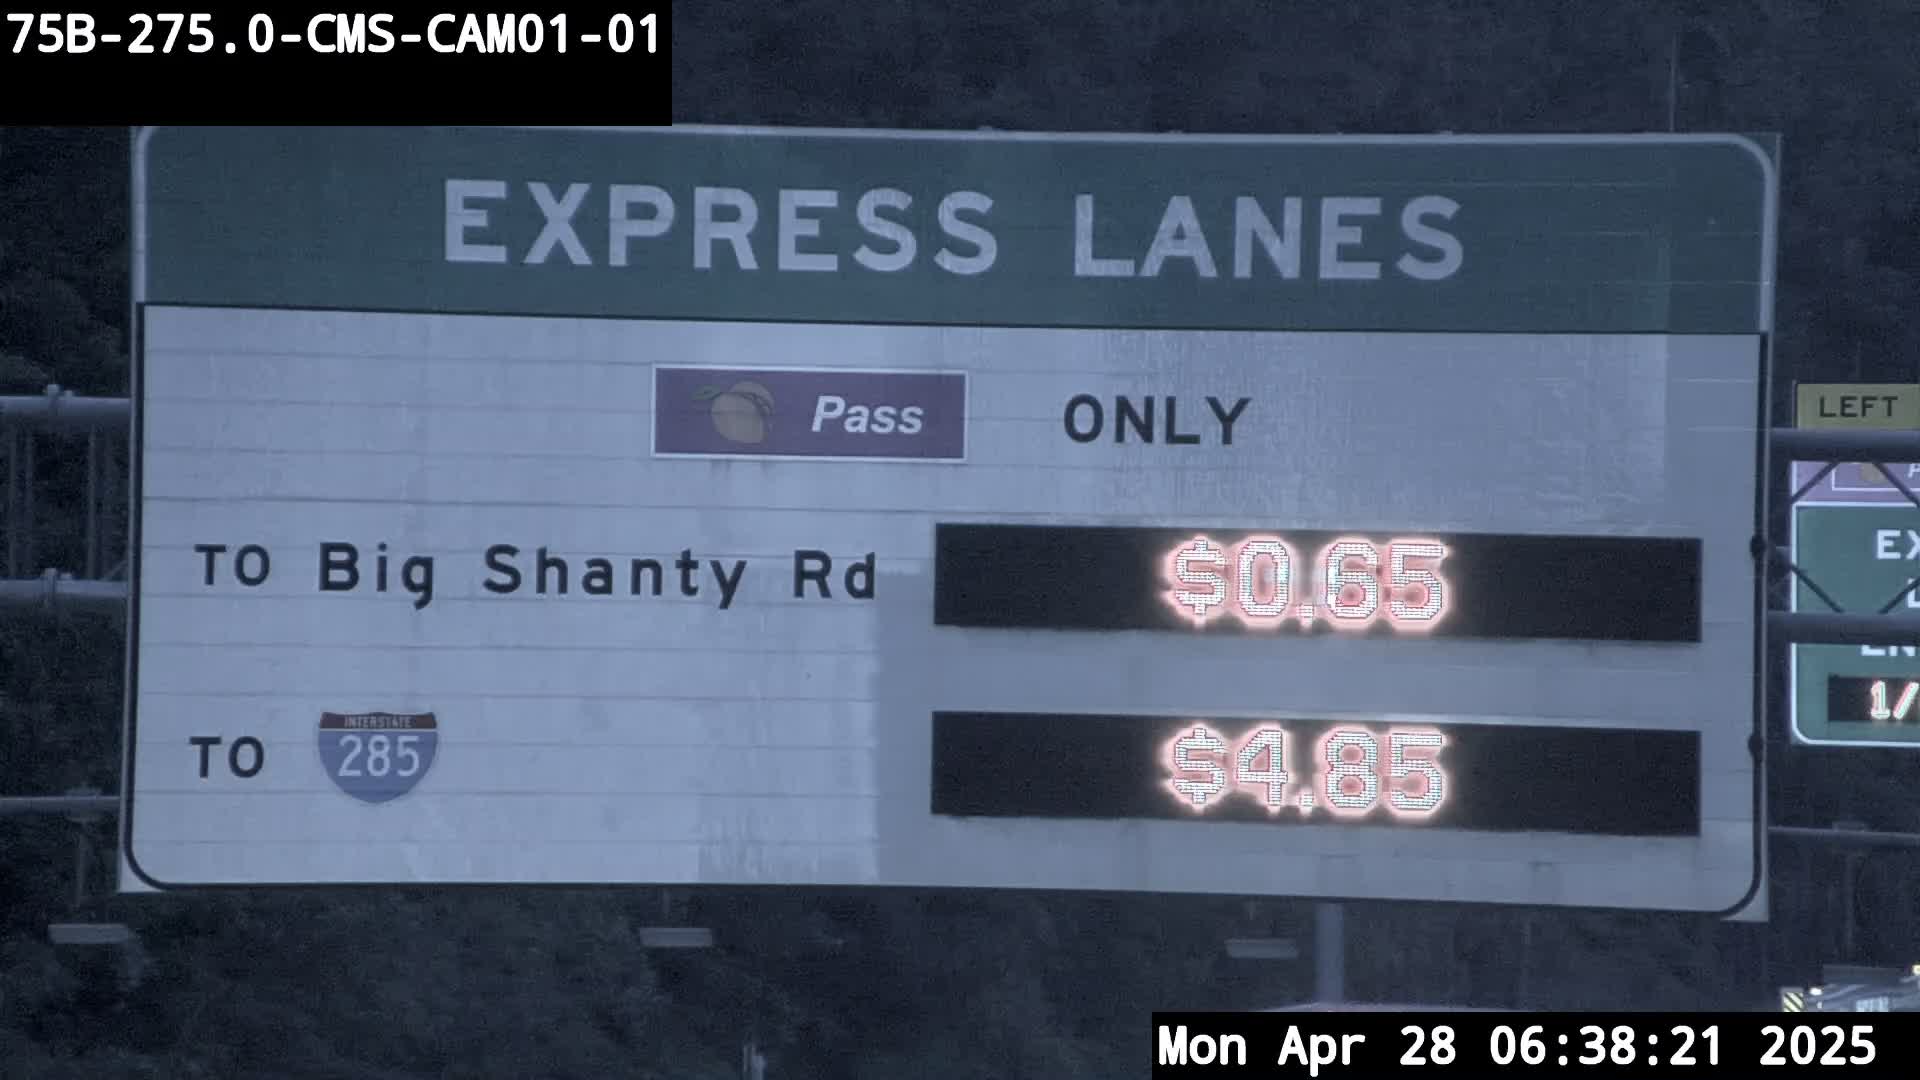 75B-275.0-CMS-CAM01-01
EXPRESS LANES
Pass ONLY
TO Big Shanty Rd $0.65
TO INTERSTATE 285 $4.85
LEFT
1/
Mon Apr 28 06:38:21 2025